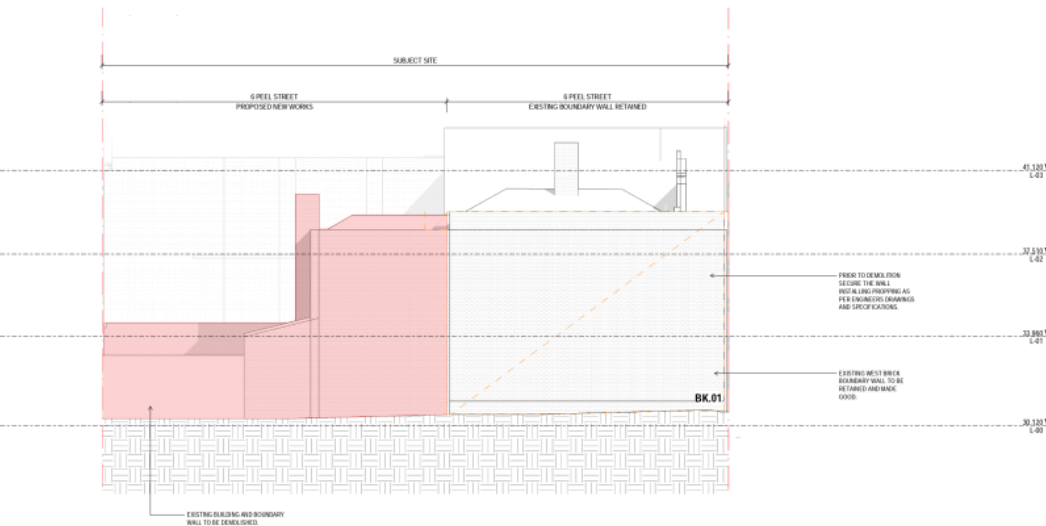 SUBJECT SITE
6 PEEL STREET
PROPOSED NEW WORKS
6 PEEL STREET
EXISTING BOUNDARY WALL RETAINED
41,120
L-03
37,510
L-02
PRIOR TO DEMOLITION
SECURE THE WALL
INSTALLING PROPPING AS
PER ENGINEERS DRAWINGS
AND SPECIFICATIONS.
33,960
L-01
EXISTING WEST BRICK
BOUNDARY WALL TO BE
RETAINED AND MADE
GOOD.
BK.01
30,120
L-00
EXISTING BUILDING AND BOUNDARY
WALL TO BE DEMOLISHED.